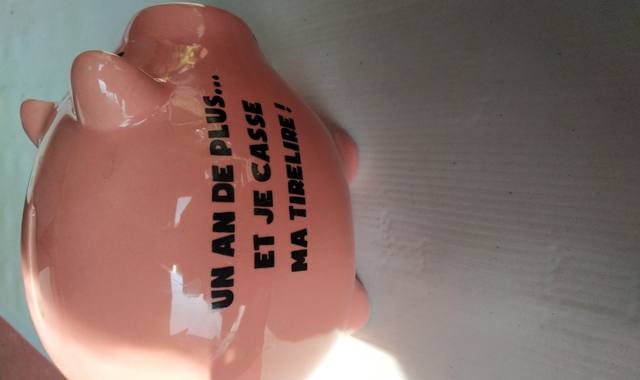 UN AN DE PLUS...
ET JE CASSE
MA TIRELIRE !